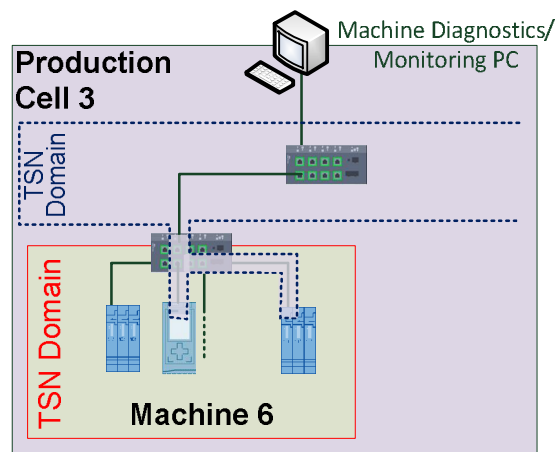 Machine Diagnostics/
Monitoring PC
Production
Cell 3
TSN
Domain
TSN Domain
Machine 6